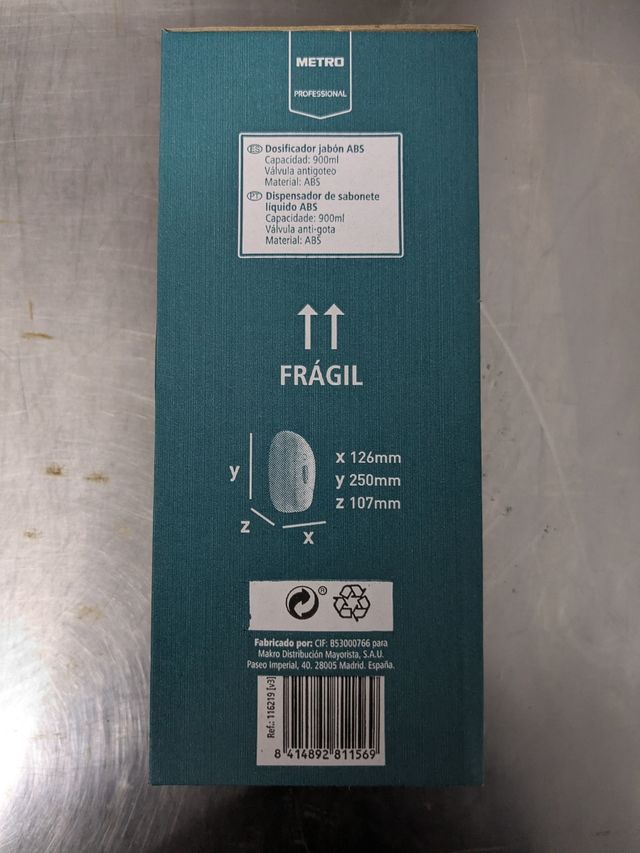 METRO
PROFESSIONAL
ES Dosificador jabón ABS
Capacidad: 900ml
Válvula antigoteo
Material: ABS
PT Dispensador de sabonete
líquido ABS
Capacidade: 900ml
Válvula anti-gota
Material: ABS
FRÁGIL
x 126mm
y y 250mm
z 107mm
z
x
®
Fabricado por: CIF: B53000766 para
Makro Distribución Mayorista, S.A.U.
Paseo Imperial, 40. 28005 Madrid. España.
Ref.: 116219 [v3]
8 414892 811569